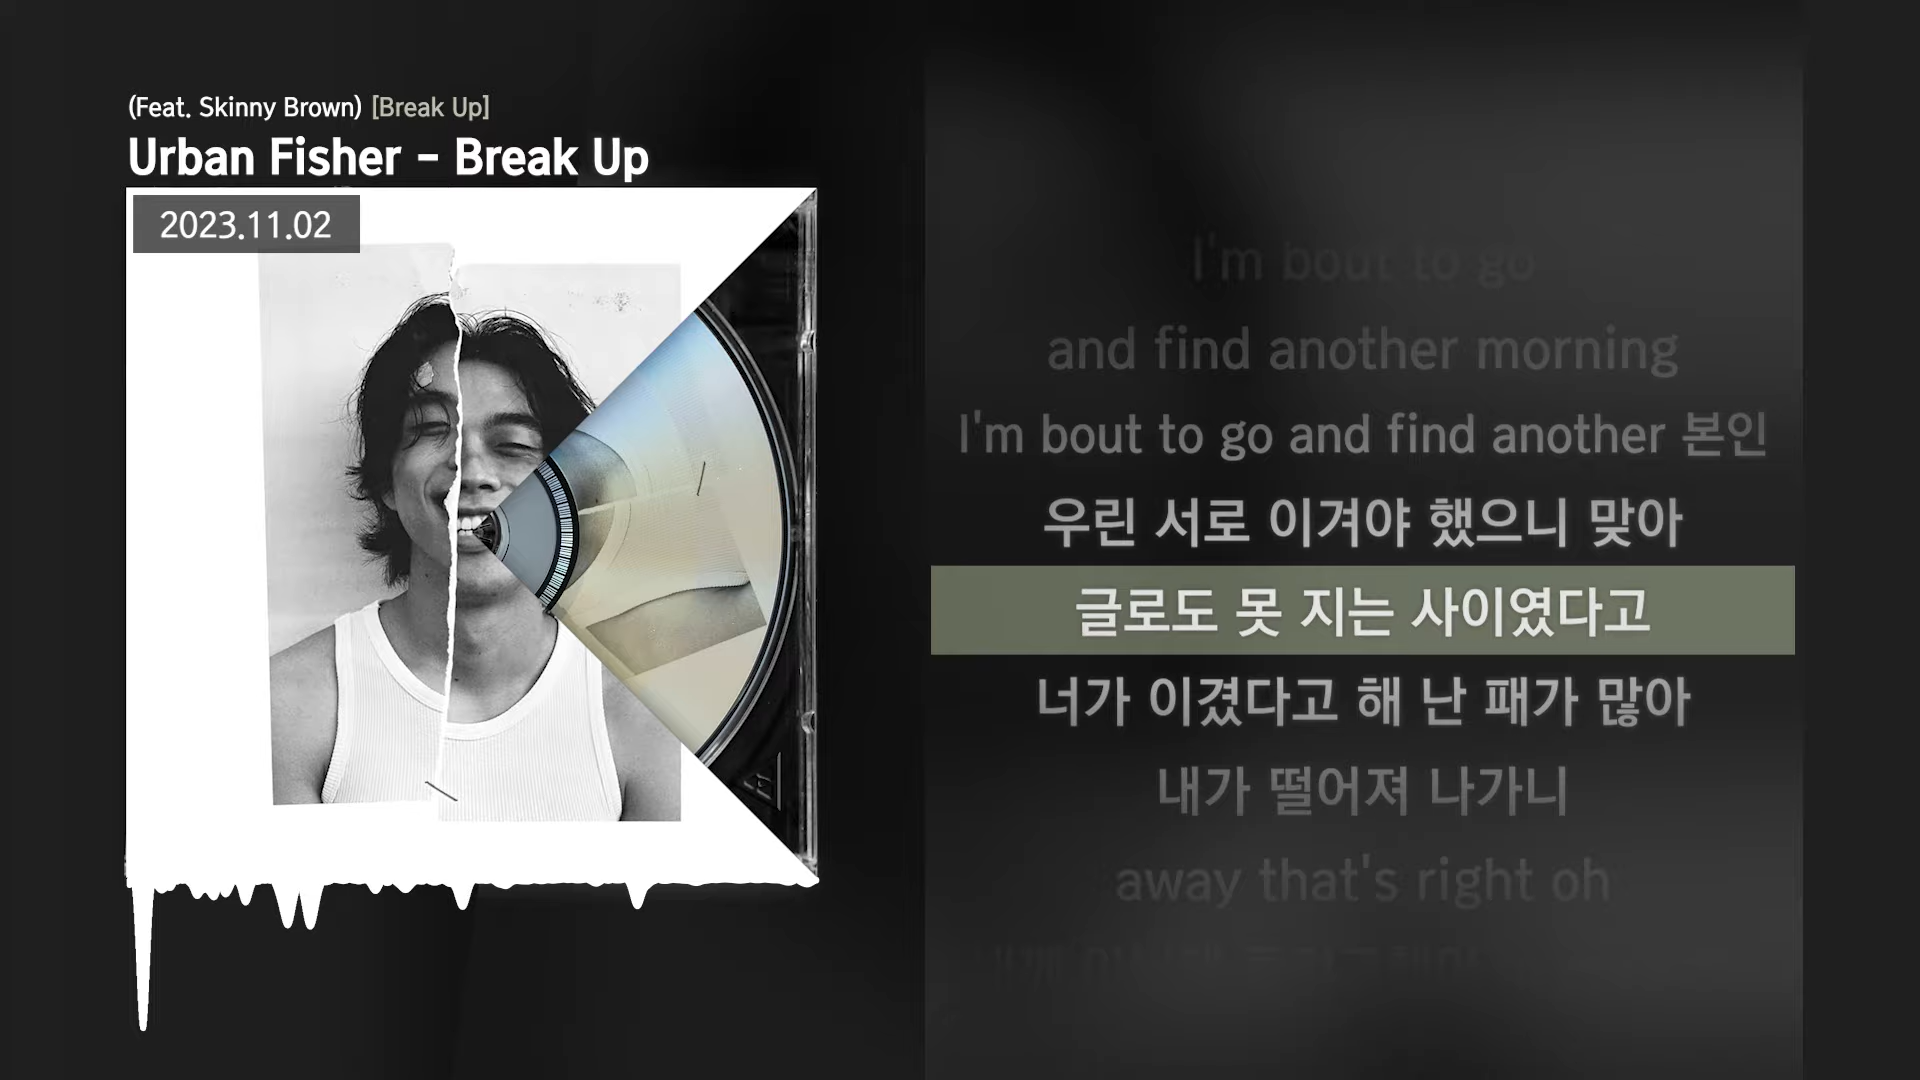 (Feat. Skinny Brown) [Break Up]
Urban Fisher - Break Up
2023.11.02
I'm bout to go
and find another morning
I'm bout to go and find another 본인
우린 서로 이겨야 했으니 맞아
글로도 못 지는 사이였다고
너가 이겼다고 해 난 패가 많아
내가 떨어져 나가니
away that's right oh